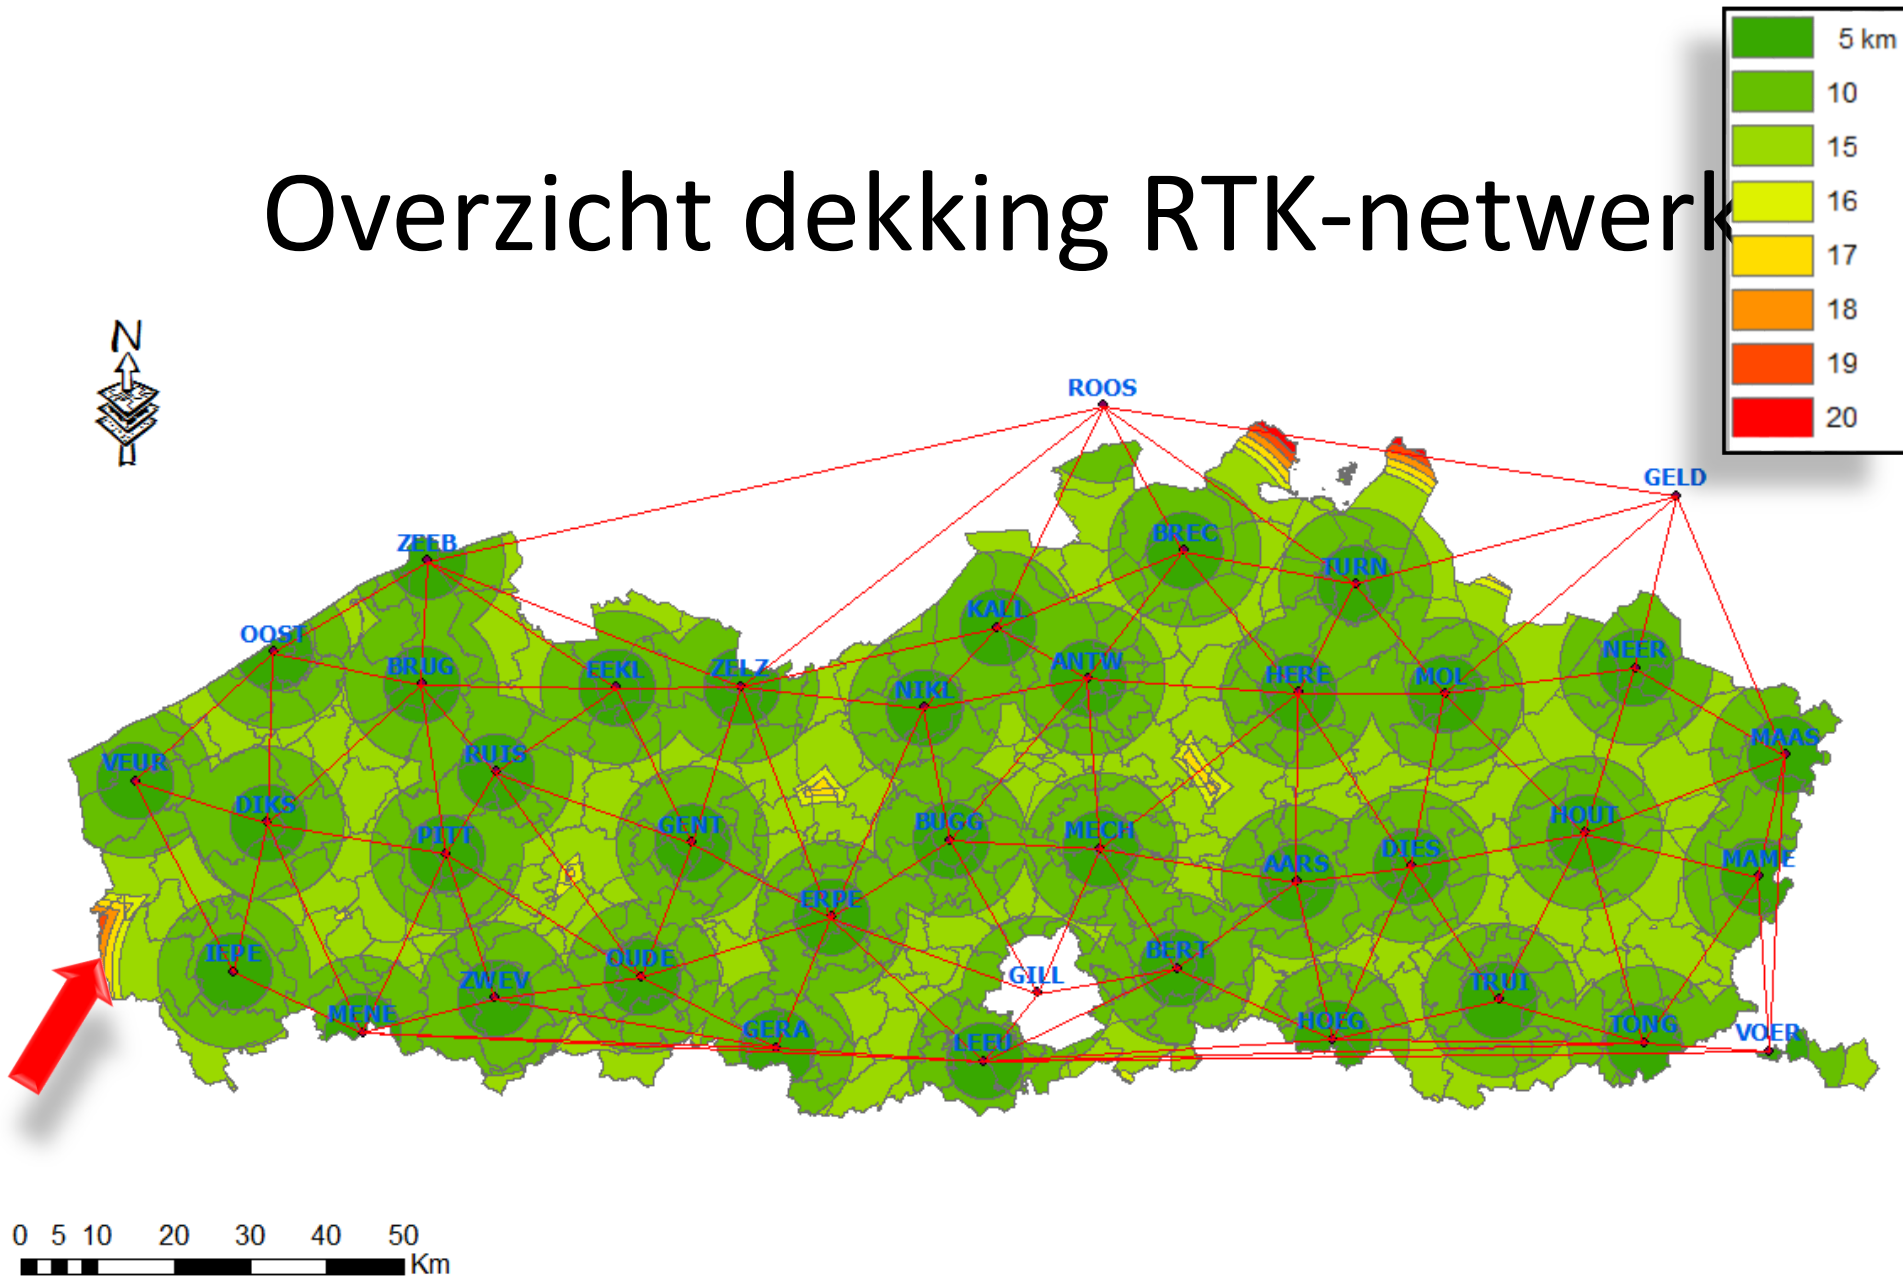 5 km
10
15
Overzicht dekking RTK-netwerk
16
17
18
19
20
N
ROOS
GELD
ZEEB
BREC
TURN
KALL
OOST
BRUG
EEKL
ZELZ
NIKL
ANTW
HERE
MOL
NEER
MAAS
VEUR
RUIS
DIKS
PITT
GENT
BUGG
MECH
AARS
DIES
HOUT
MAME
ERPE
IEPE
ZWEV
OUDE
GILL
BERT
TRUI
MENE
GERA
LEEU
HOEG
TONG
VOER
0 5 10 20 30 40 50
Km